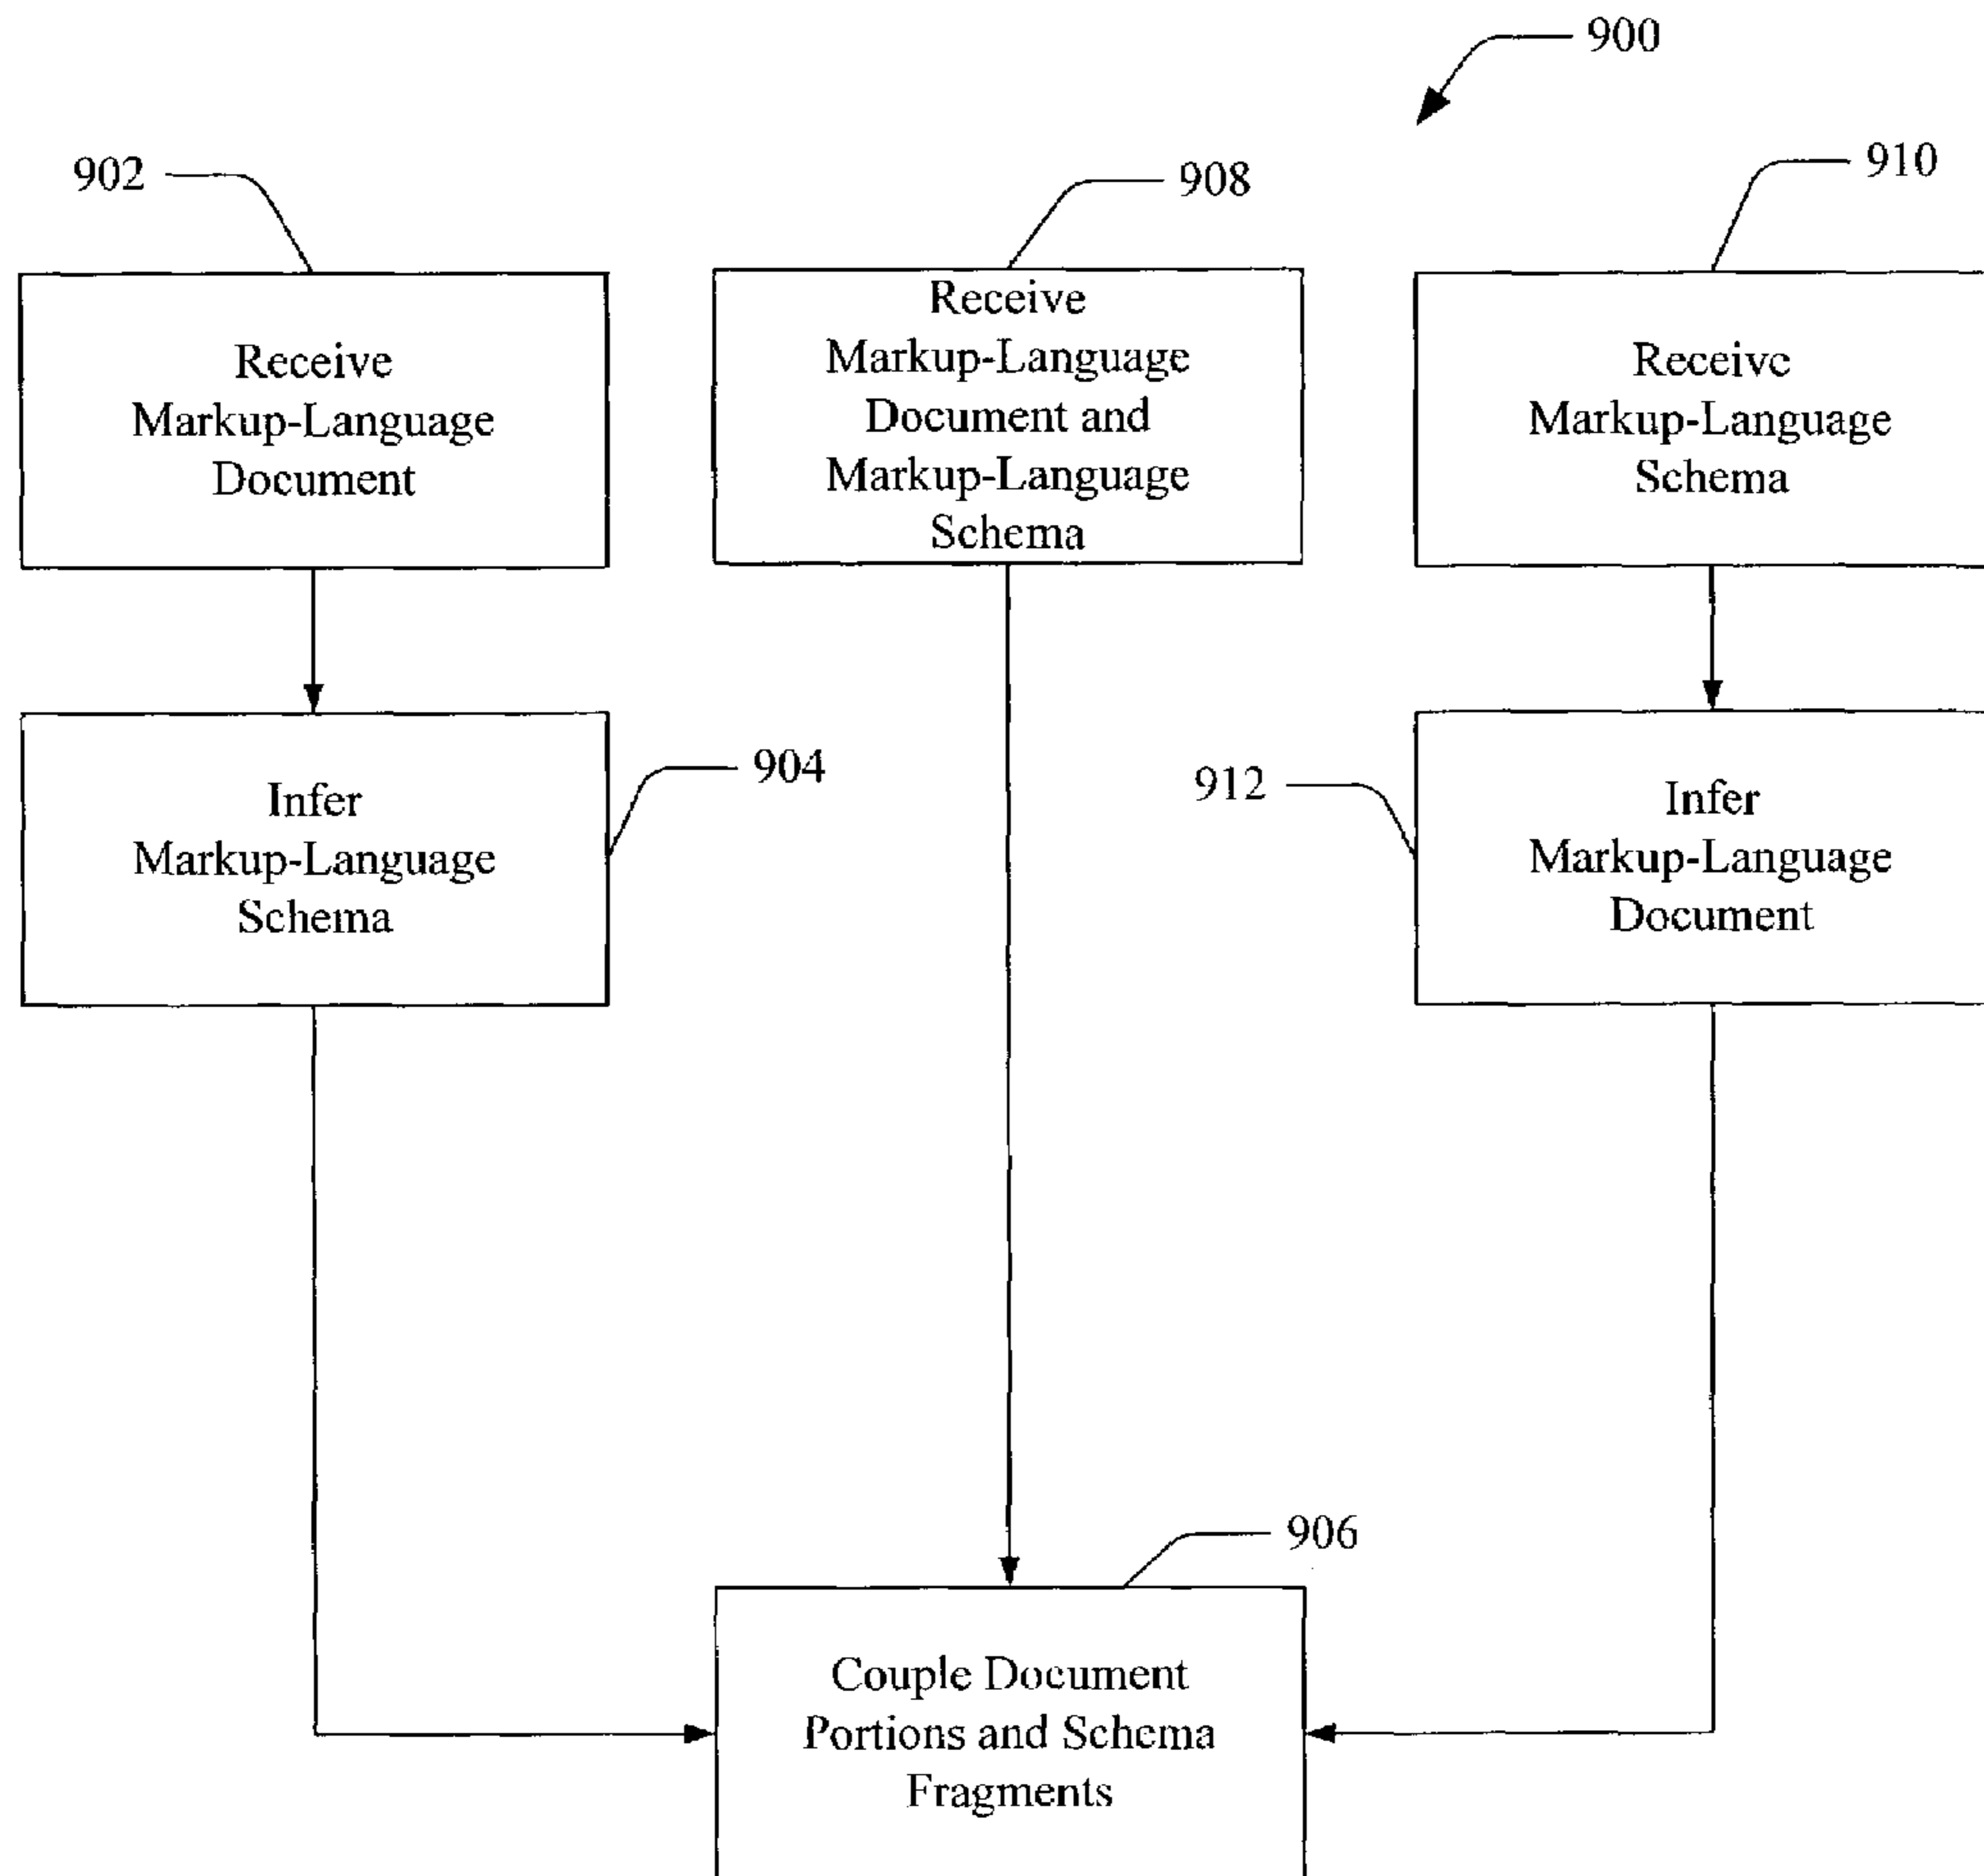 900
902
908
910
Receive
Markup-Language
Document
Receive
Markup-Language
Document and
Markup-Language
Schema
Receive
Markup-Language
Schema
904
912
Infer
Markup-Language
Schema
Infer
Markup-Language
Document
906
Couple Document
Portions and Schema
Fragments